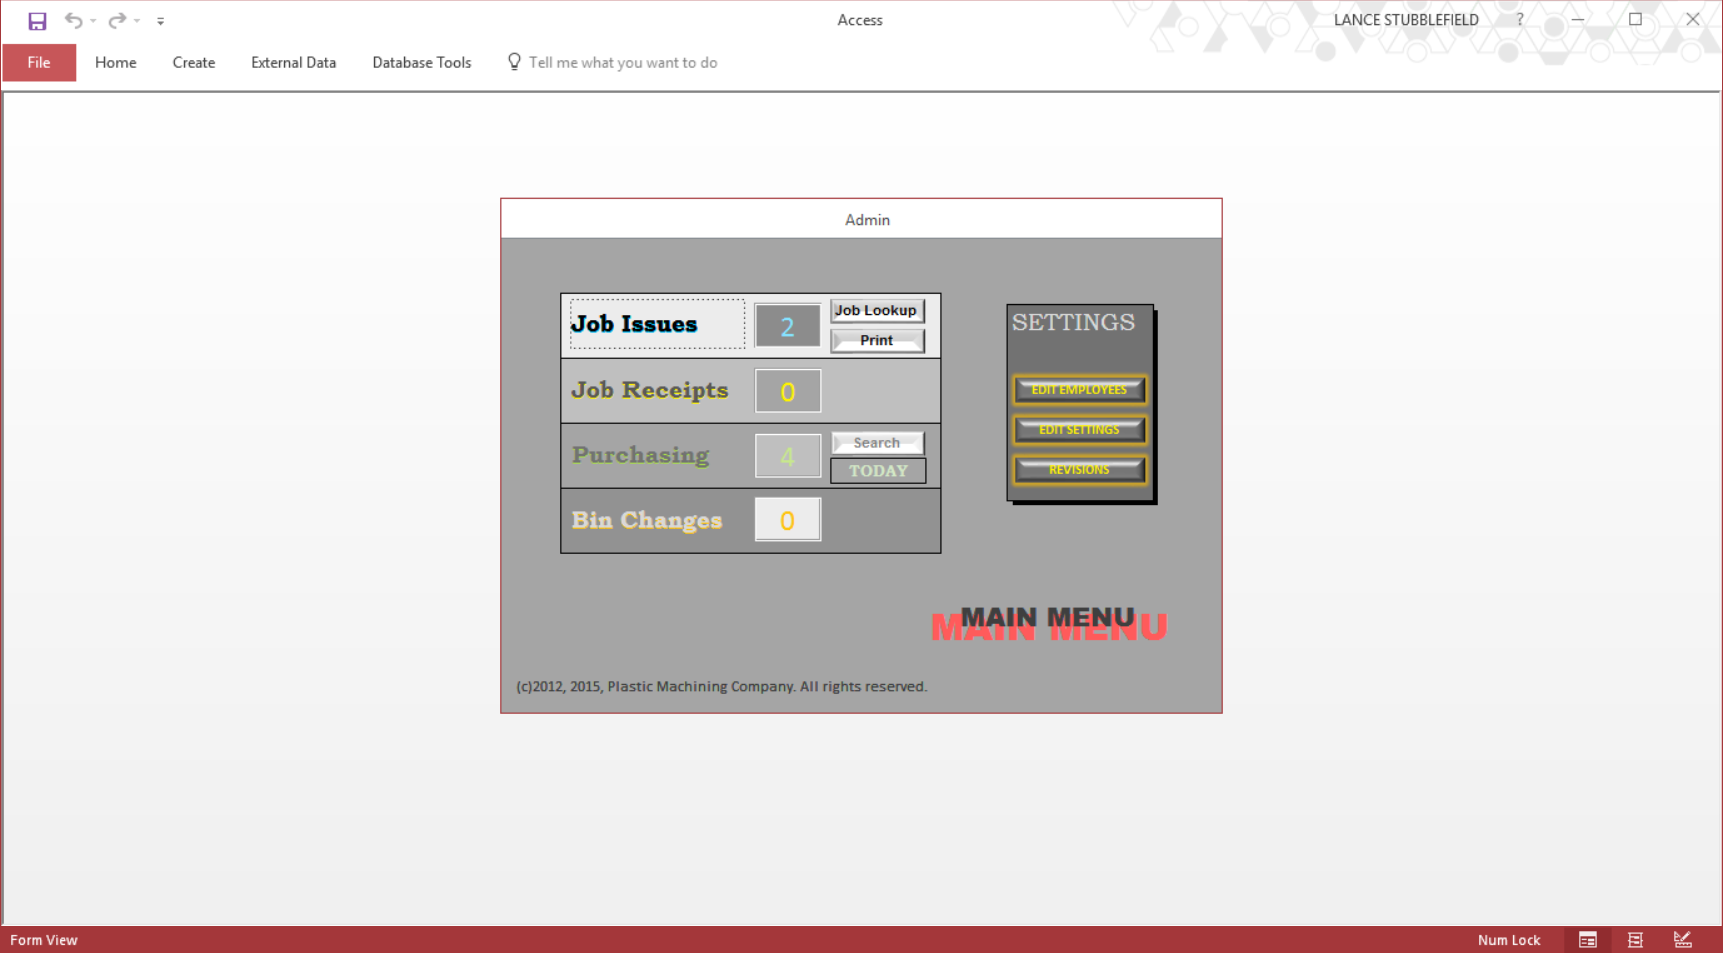 Access
LANCE STUBBLEFIELD ?
File Home Create External Data Database Tools Tell me what you want to do
Admin
Job Issues 2 Job Lookup
Print
Job Receipts 0
Purchasing 4 Search
TODAY
Bin Changes 0
SETTINGS
EDIT EMPLOYEES
EDIT SETTINGS
REVISIONS
MAIN MENU
MAIN MENU
(c)2012, 2015, Plastic Machining Company. All rights reserved.
Form View Num Lock